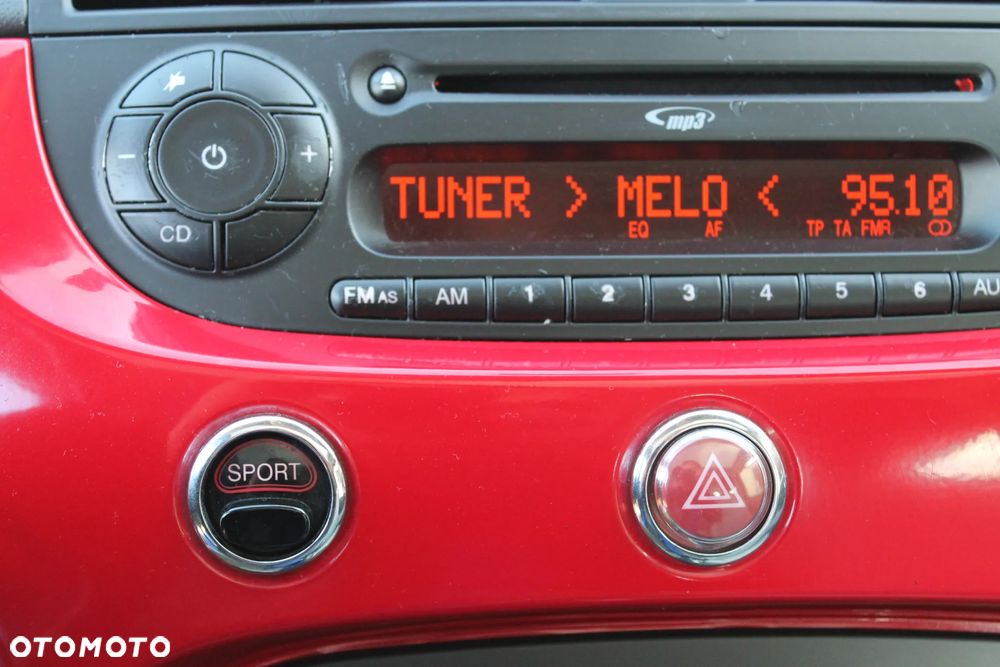 mp3
TUNER > MELO < 95.10
EQ AF TP TA FMR
- +
CD
FM AS AM 1 2 3 4 5 6 AU
SPORT
OTOMOTO